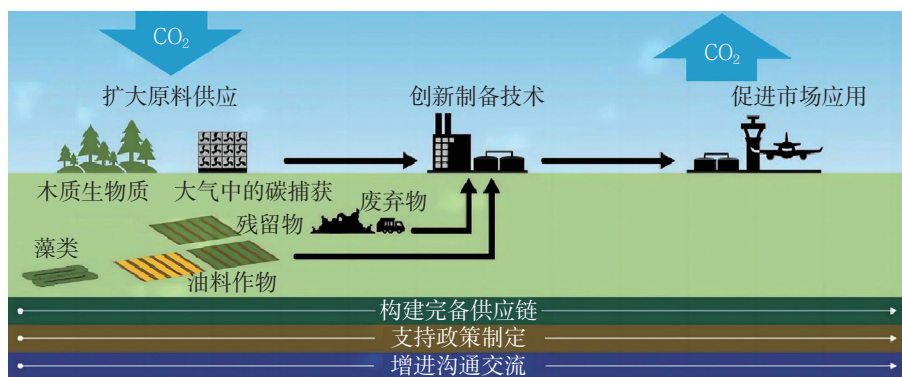 CO₂
CO₂
扩大原料供应
创新制备技术
促进市场应用
木质生物质
大气中的碳捕获
废弃物
残留物
藻类
油料作物
构建完备供应链
支持政策制定
增进沟通交流